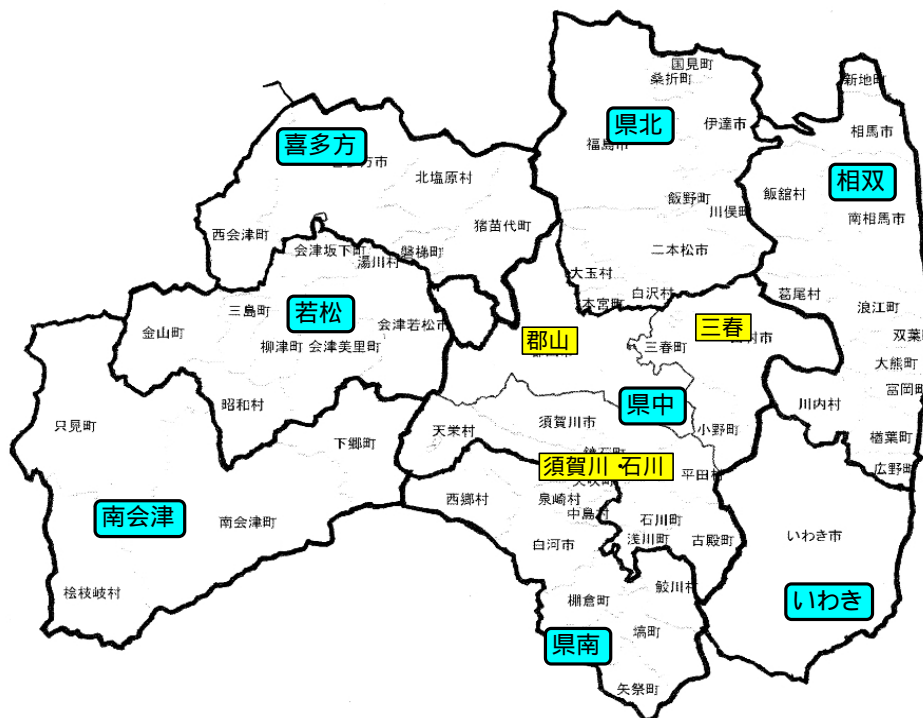 国見町
桑折町
新地町
県北
伊達市
相馬市
喜多方
福島市
北塩原村
相双
飯舘村
飯野町
川俣町
南相馬市
猪苗代町
西会津町
会津坂下町
磐梯町
湯川村
二本松市
大玉村
白沢村
本宮町
葛尾村
浪江町
三島町
若松
会津若松市
金山町
柳津町
会津美里町
郡山
三春
三春町
双葉町
大熊町
富岡町
昭和村
県中
川内村
只見町
下郷町
天栄村
須賀川市
小野町
楢葉町
鏡石町
須賀川・石川
平田村
広野町
西郷村
泉崎村
中島村
南会津
南会津町
石川町
浅川町
古殿町
白河市
いわき市
檜枝岐村
棚倉町
鮫川村
いわき
県南
塙町
矢祭町